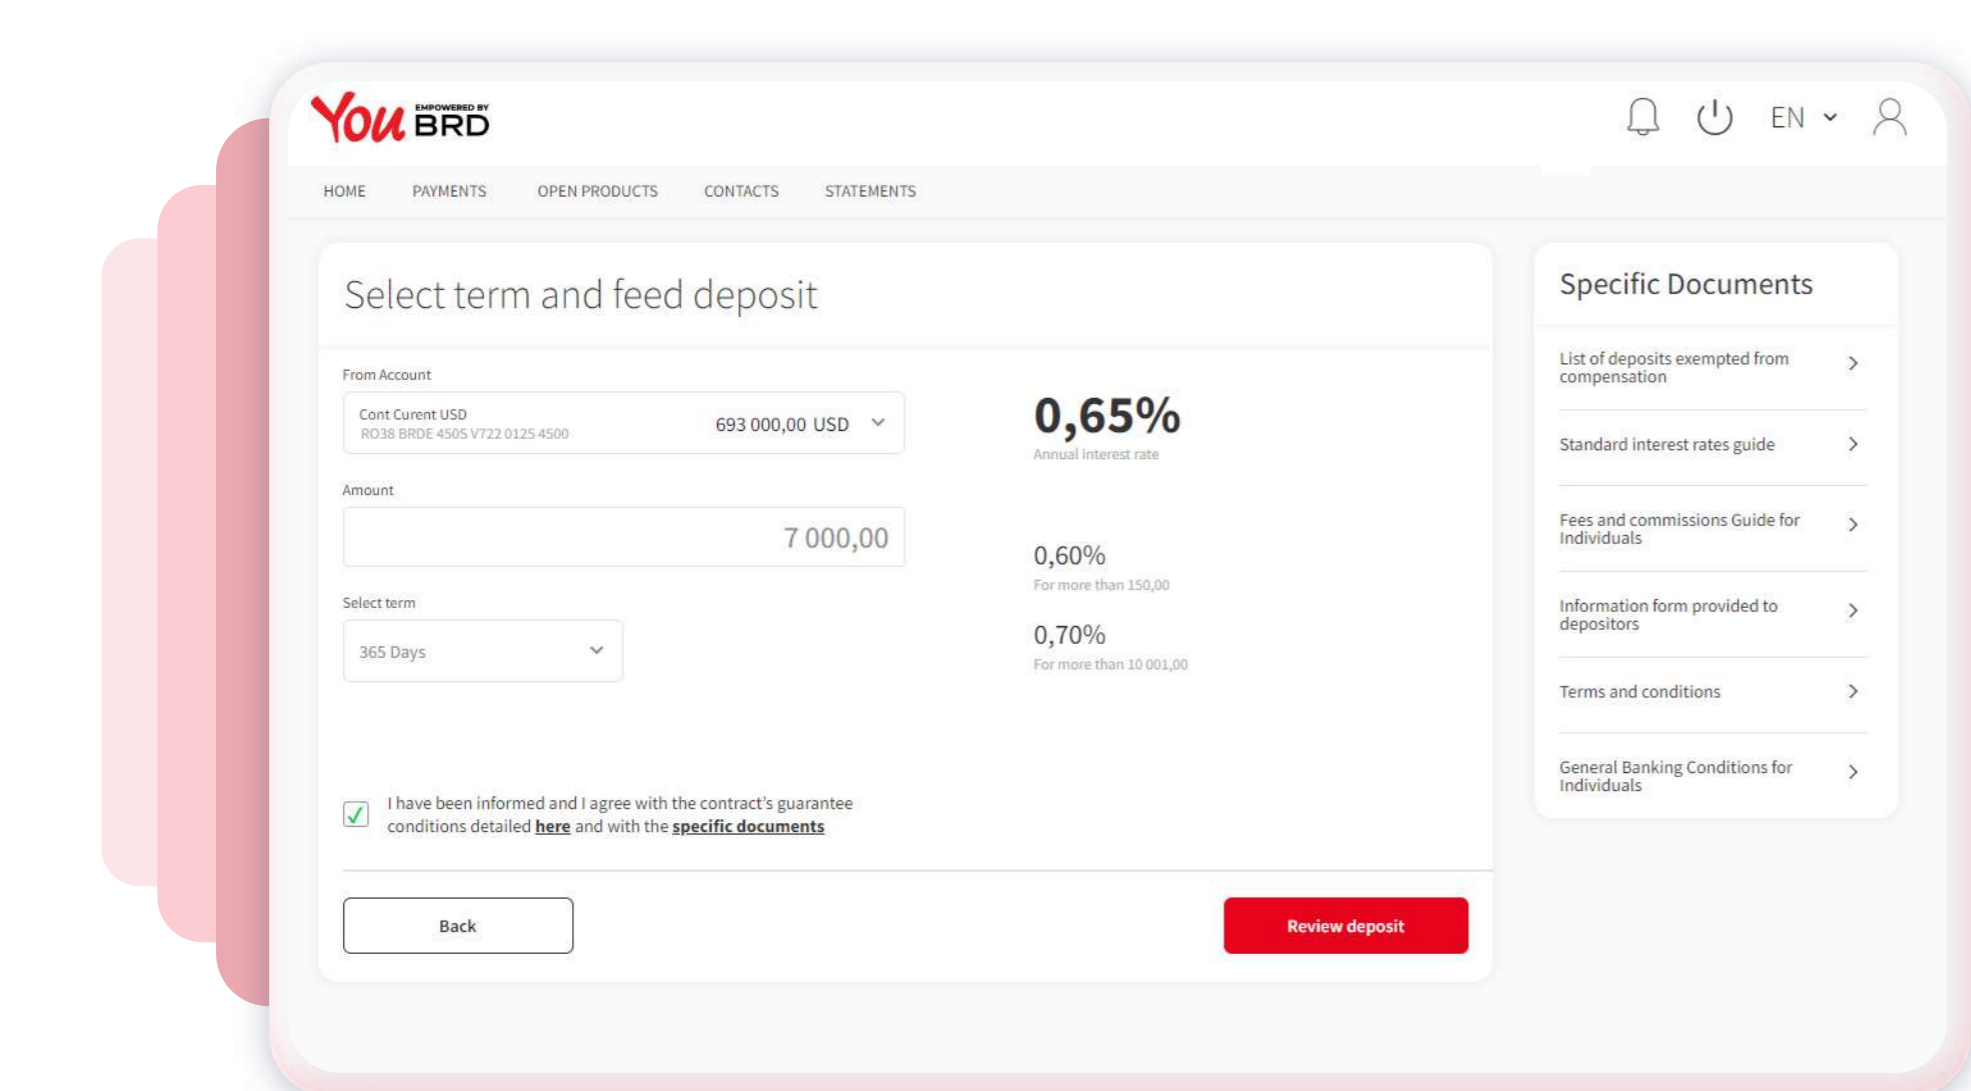 You EMPOWERED BY
BRD
EN
HOME PAYMENTS OPEN PRODUCTS CONTACTS STATEMENTS
Select term and feed deposit
From Account
Cont Curent USD
RO38 BRDE 450S V722 0125 4500
693 000,00 USD
Amount
7 000,00
Select term
365 Days
0,65%
Annual interest rate
0,60%
For more than 150,00
0,70%
For more than 10 001,00
I have been informed and I agree with the contract's guarantee
conditions detailed here and with the specific documents
Back
Review deposit
Specific Documents
List of deposits exempted from
compensation
Standard interest rates guide
Fees and commissions Guide for
Individuals
Information form provided to
depositors
Terms and conditions
General Banking Conditions for
Individuals